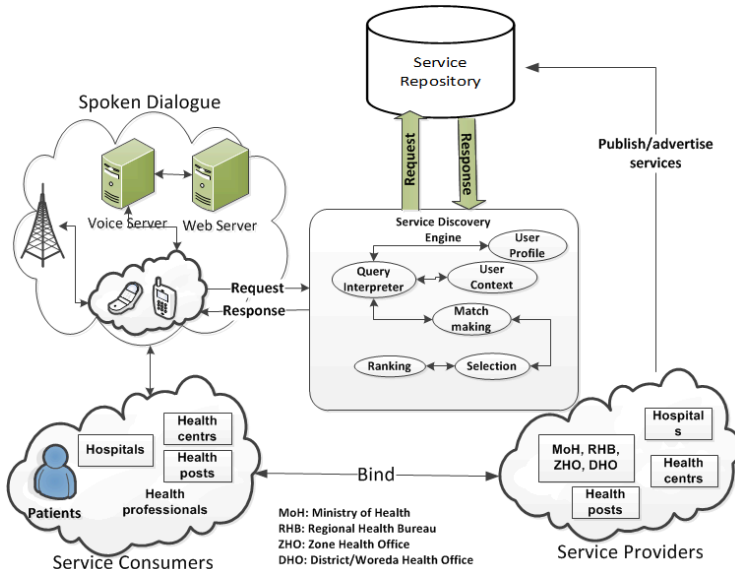 Service
Repository
Spoken Dialogue
Publish/advertise
services
Request
Response
Voice Server
Web Server
Service Discovery
Engine
User
Profile
Query
Interpreter
User
Context
Match
making
Ranking
Selection
Request
Response
Hospitals
Health
centrs
Health
posts
Health
professionals
Patients
Service Consumers
Bind
Hospital
s
MoH, RHB,
ZHO, DHO
Health
centrs
Health
posts
Service Providers
MoH: Ministry of Health
RHB: Regional Health Bureau
ZHO: Zone Health Office
DHO: District/Woreda Health Office